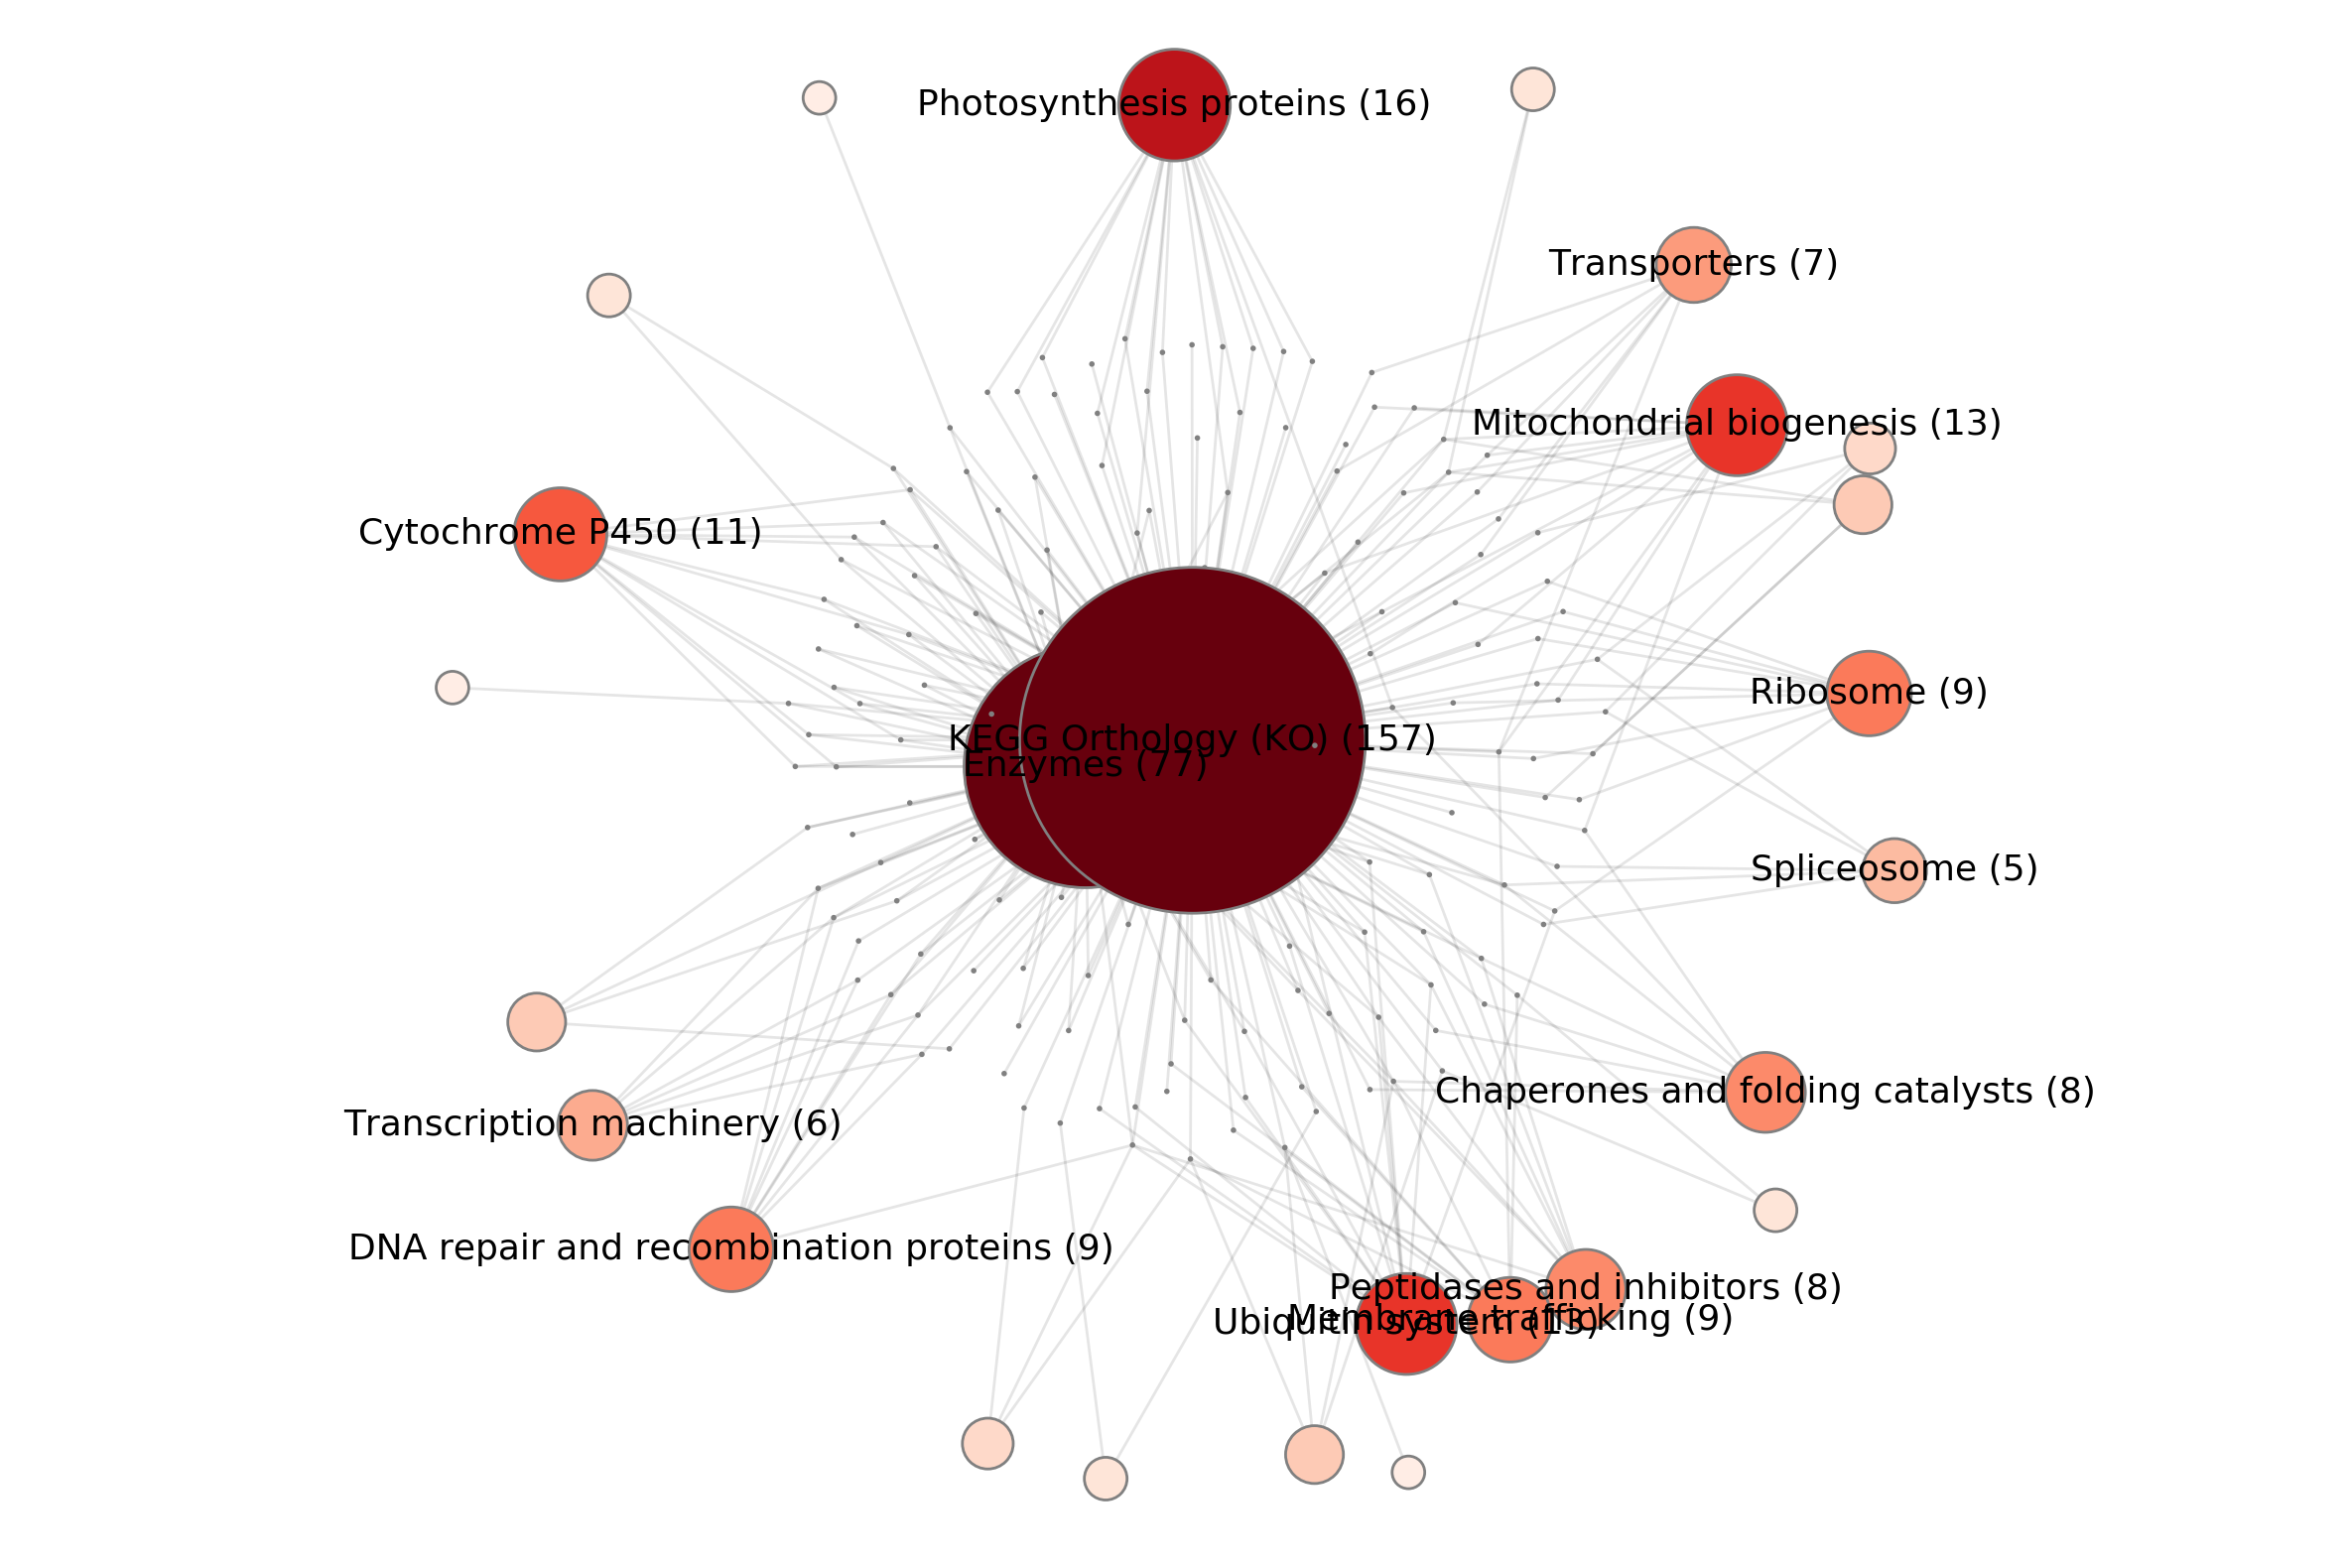 Photosynthesis proteins (16)
Transporters (7)
Mitochondrial biogenesis (13)
Cytochrome P450 (11)
Ribosome (9)
KEGG Orthology (KO) (157)
Enzymes (77)
Spliceosome (5)
Chaperones and folding catalysts (8)
Transcription machinery (6)
DNA repair and recombination proteins (9)
Peptidases and inhibitors (8)
Membrane trafficking (9)
Ubiquitin system (13)